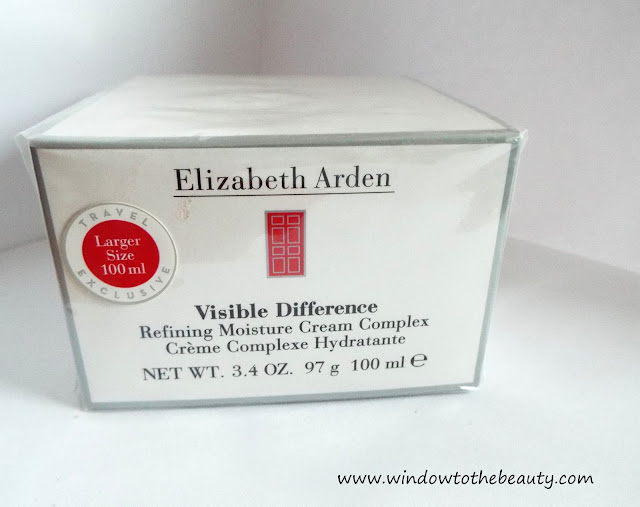 Elizabeth Arden
TRAVEL
Larger
Size
100 ml
EXCLUSIVE
Visible Difference
Refining Moisture Cream Complex
Crème Complexe Hydratante
NET WT. 3.4 OZ. 97 g 100 ml ℮
www.windowtothebeauty.com